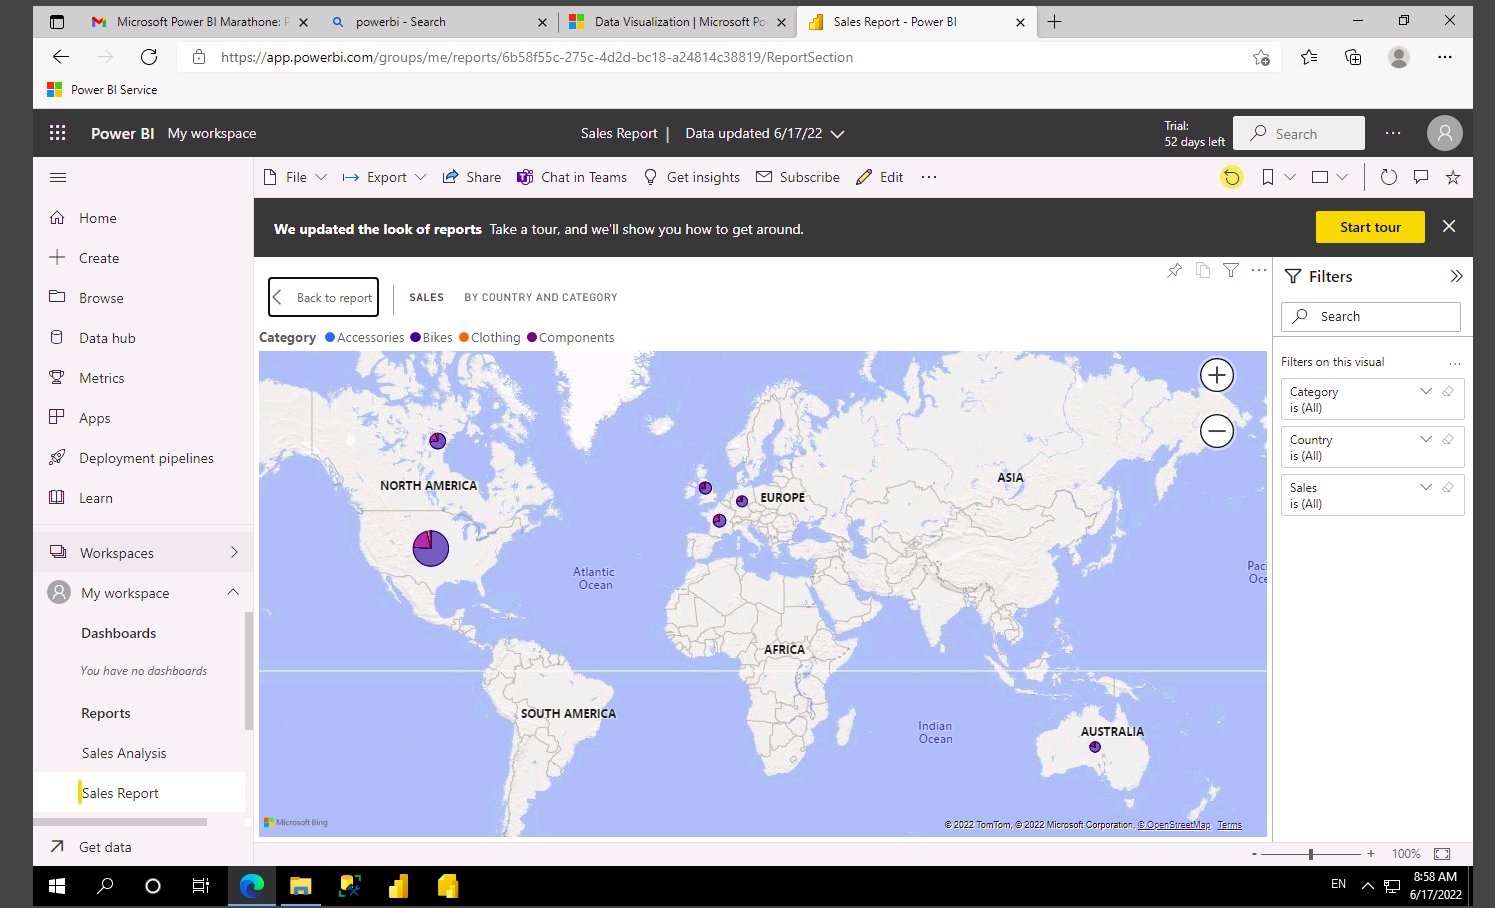 Microsoft Power BI Marathone: P
powerbi - Search
Data Visualization | Microsoft Po
Sales Report - Power BI
https://app.powerbi.com/groups/me/reports/6b58f55c-275c-4d2d-bc18-a24814c38819/ReportSection
Power BI Service
Power BI My workspace
Sales Report | Data updated 6/17/22
Trial:
52 days left
Search
File
Export
Share
Chat in Teams
Get insights
Subscribe
Edit
Home
Create
Browse
Data hub
Metrics
Apps
Deployment pipelines
Learn
Workspaces
My workspace
Dashboards
You have no dashboards
Reports
Sales Analysis
Sales Report
Get data
We updated the look of reports Take a tour, and we'll show you how to get around.
Start tour
Back to report
SALES BY COUNTRY AND CATEGORY
Category Accessories Bikes Clothing Components
NORTH AMERICA
EUROPE
ASIA
Atlantic
Ocean
Paci
Oce
AFRICA
SOUTH AMERICA
Indian
Ocean
AUSTRALIA
Microsoft Bing
© 2022 TomTom, © 2022 Microsoft Corporation, © OpenStreetMap Terms
Filters
Search
Filters on this visual
Category
is (All)
Country
is (All)
Sales
is (All)
- + 100%
EN
8:58 AM
6/17/2022